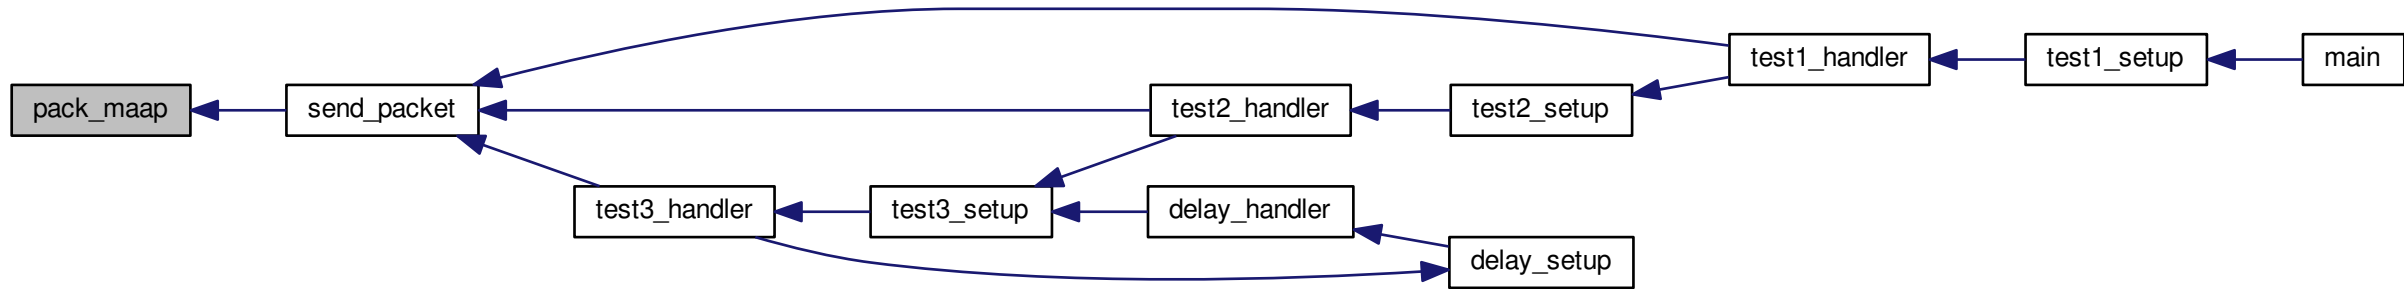 pack_maap
send_packet
test1_handler
test1_setup
main
test2_handler
test2_setup
test3_handler
test3_setup
delay_handler
delay_setup